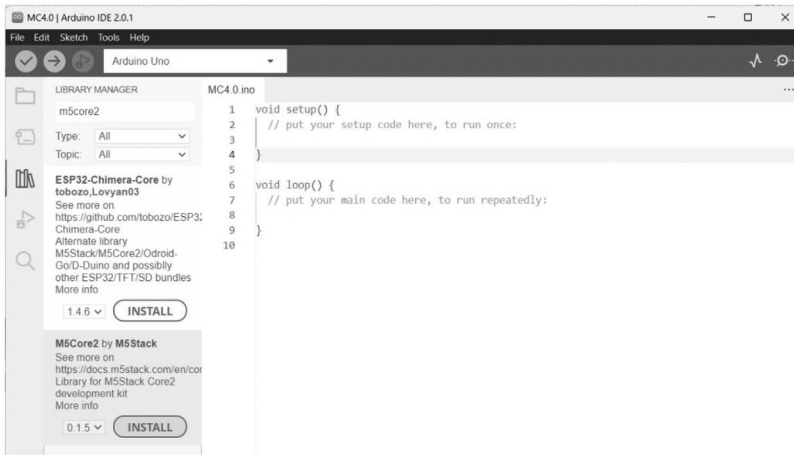 MC4.0 | Arduino IDE 2.0.1
File Edit Sketch Tools Help
Arduino Uno
LIBRARY MANAGER
m5core2
Type: All
Topic: All
ESP32-Chimera-Core by
tobozo,Lovyan03
See more on
https://github.com/tobozo/ESP32
Chimera-Core
Alternate library
M5Stack/M5Core2/Odroid-
Go/D-Duino and possiblly
other ESP32/TFT/SD bundles
More info
1.4.6 INSTALL
M5Core2 by M5Stack
See more on
https://docs.m5stack.com/en/cor
Library for M5Stack Core2
development kit
More info
0.1.5 INSTALL
MC4.0.ino
1 void setup() {
2 // put your setup code here, to run once:
3
4 }
5
6 void loop() {
7 // put your main code here, to run repeatedly:
8
9 }
10